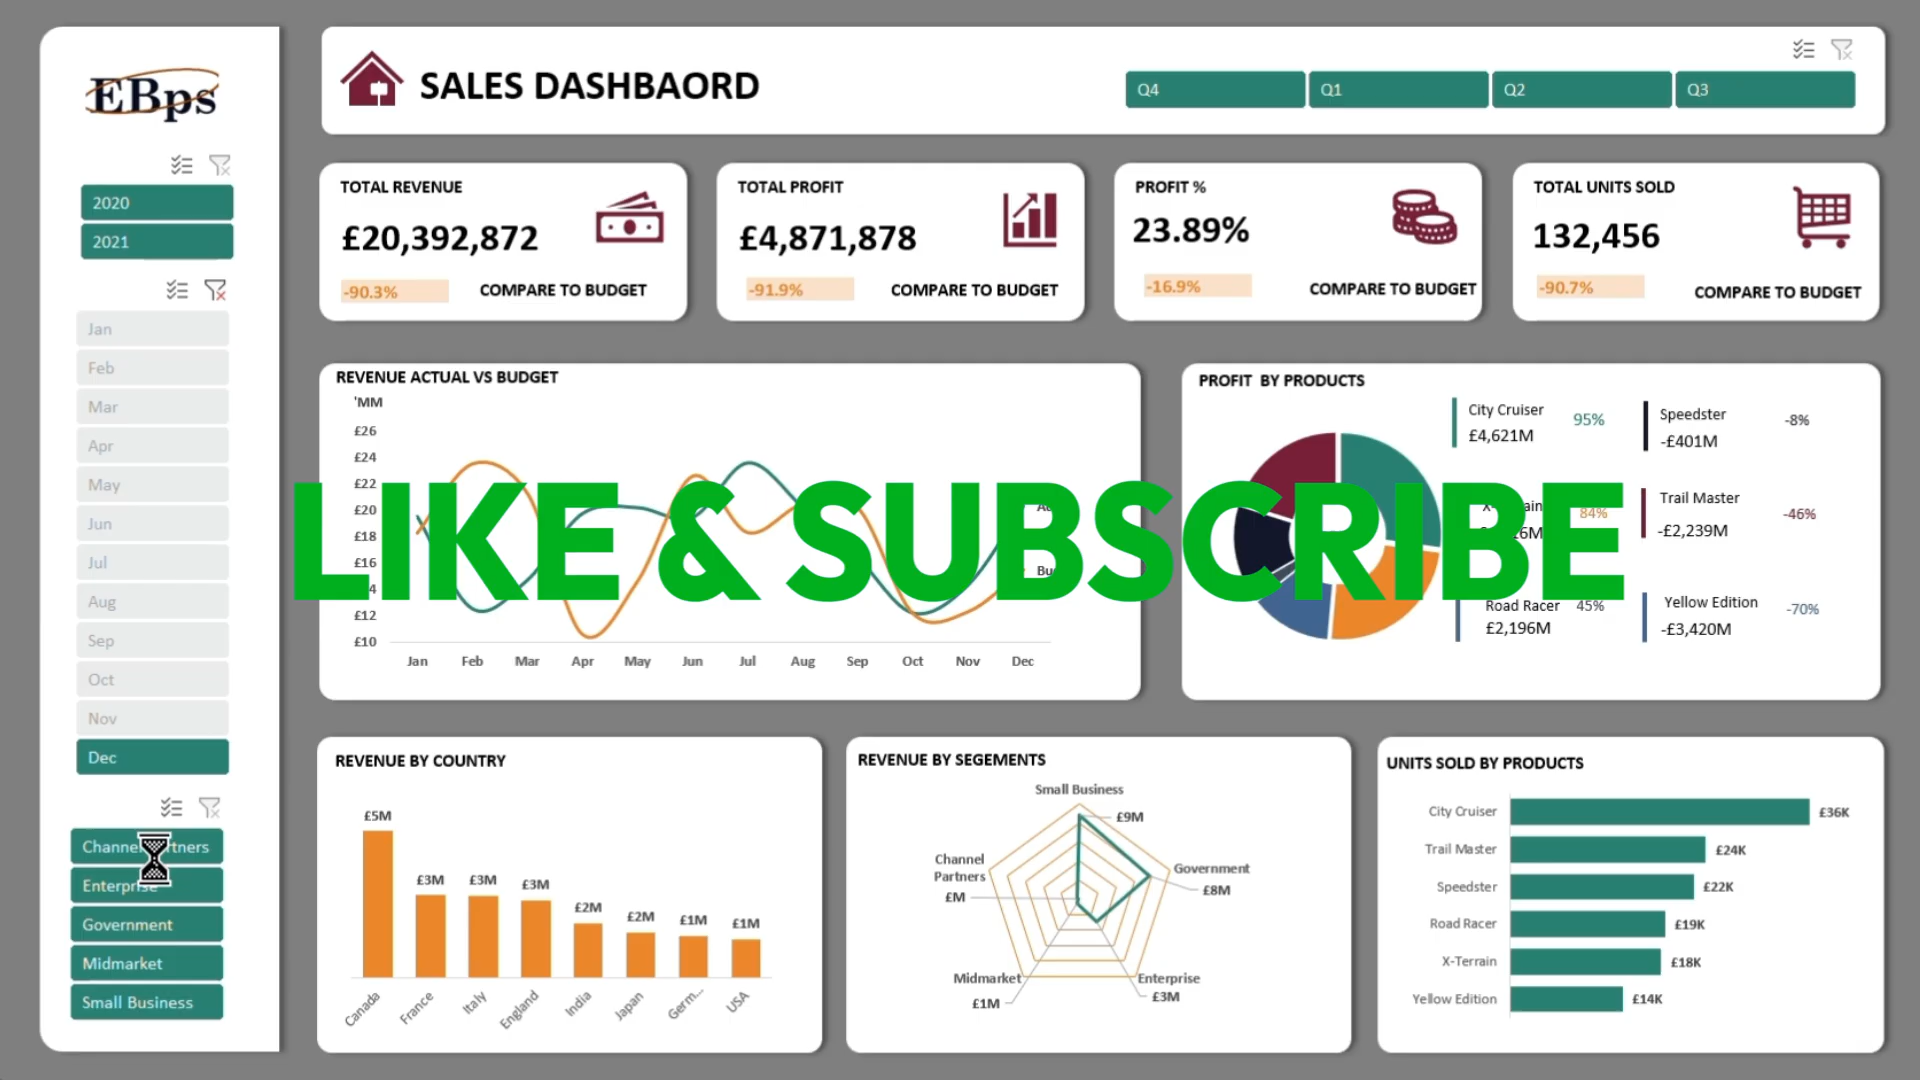 EBps
2020
2021
Jan
Feb
Mar
Apr
May
Jun
Jul
Aug
Sep
Oct
Nov
Dec
Enterprise
Government
Midmarket
Small Business
SALES DASHBAORD
Q4 Q1 Q2 Q3
TOTAL REVENUE
£20,392,872
-90.3% COMPARE TO BUDGET
TOTAL PROFIT
£4,871,878
-91.9% COMPARE TO BUDGET
PROFIT %
23.89%
-16.9% COMPARE TO BUDGET
TOTAL UNITS SOLD
132,456
-90.7% COMPARE TO BUDGET
REVENUE ACTUAL VS BUDGET
'MM
£26
£24
£22
£20
£18
£16
£12
£10
Jan Feb Mar Apr May Jun Jul Aug Sep Oct Nov Dec
LIKE & SUBSCRIBE
PROFIT BY PRODUCTS
City Cruiser 95%
£4,621M
Speedster -8%
-£401M
84%
Trail Master -46%
-£2,239M
Road Racer 45%
£2,196M
Yellow Edition -70%
-£3,420M
REVENUE BY COUNTRY
£5M £3M £3M £3M £2M £2M £1M £1M
Canada France Italy England India Japan Germ... USA
REVENUE BY SEGEMENTS
Small Business
£9M
Government
£8M
Enterprise
£3M
Midmarket
£1M
Channel
Partners
£M
UNITS SOLD BY PRODUCTS
City Cruiser £36K
Trail Master £24K
Speedster £22K
Road Racer £19K
X-Terrain £18K
Yellow Edition £14K